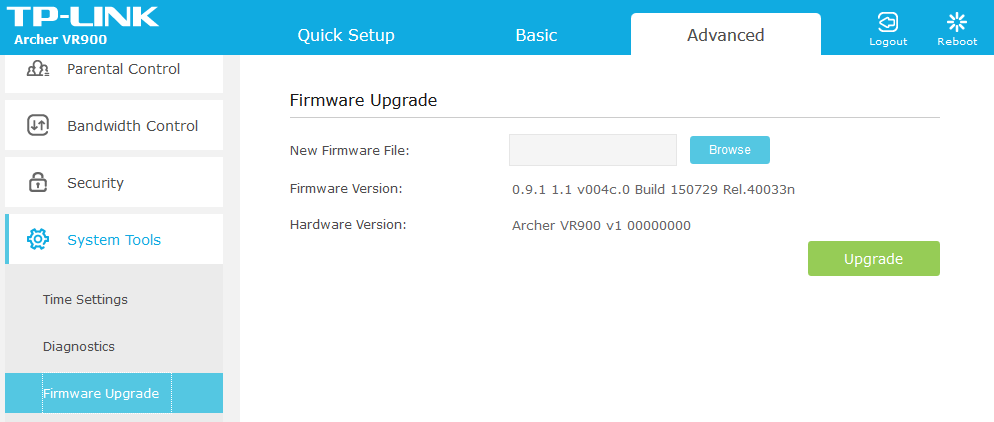 TP-LINK
Archer VR900
Quick Setup
Basic
Advanced
Logout
Reboot
Parental Control
Bandwidth Control
Security
System Tools
Time Settings
Diagnostics
Firmware Upgrade
Firmware Upgrade
New Firmware File:
Browse
Firmware Version:
0.9.1 1.1 v004c.0 Build 150729 Rel.40033n
Hardware Version:
Archer VR900 v1 00000000
Upgrade